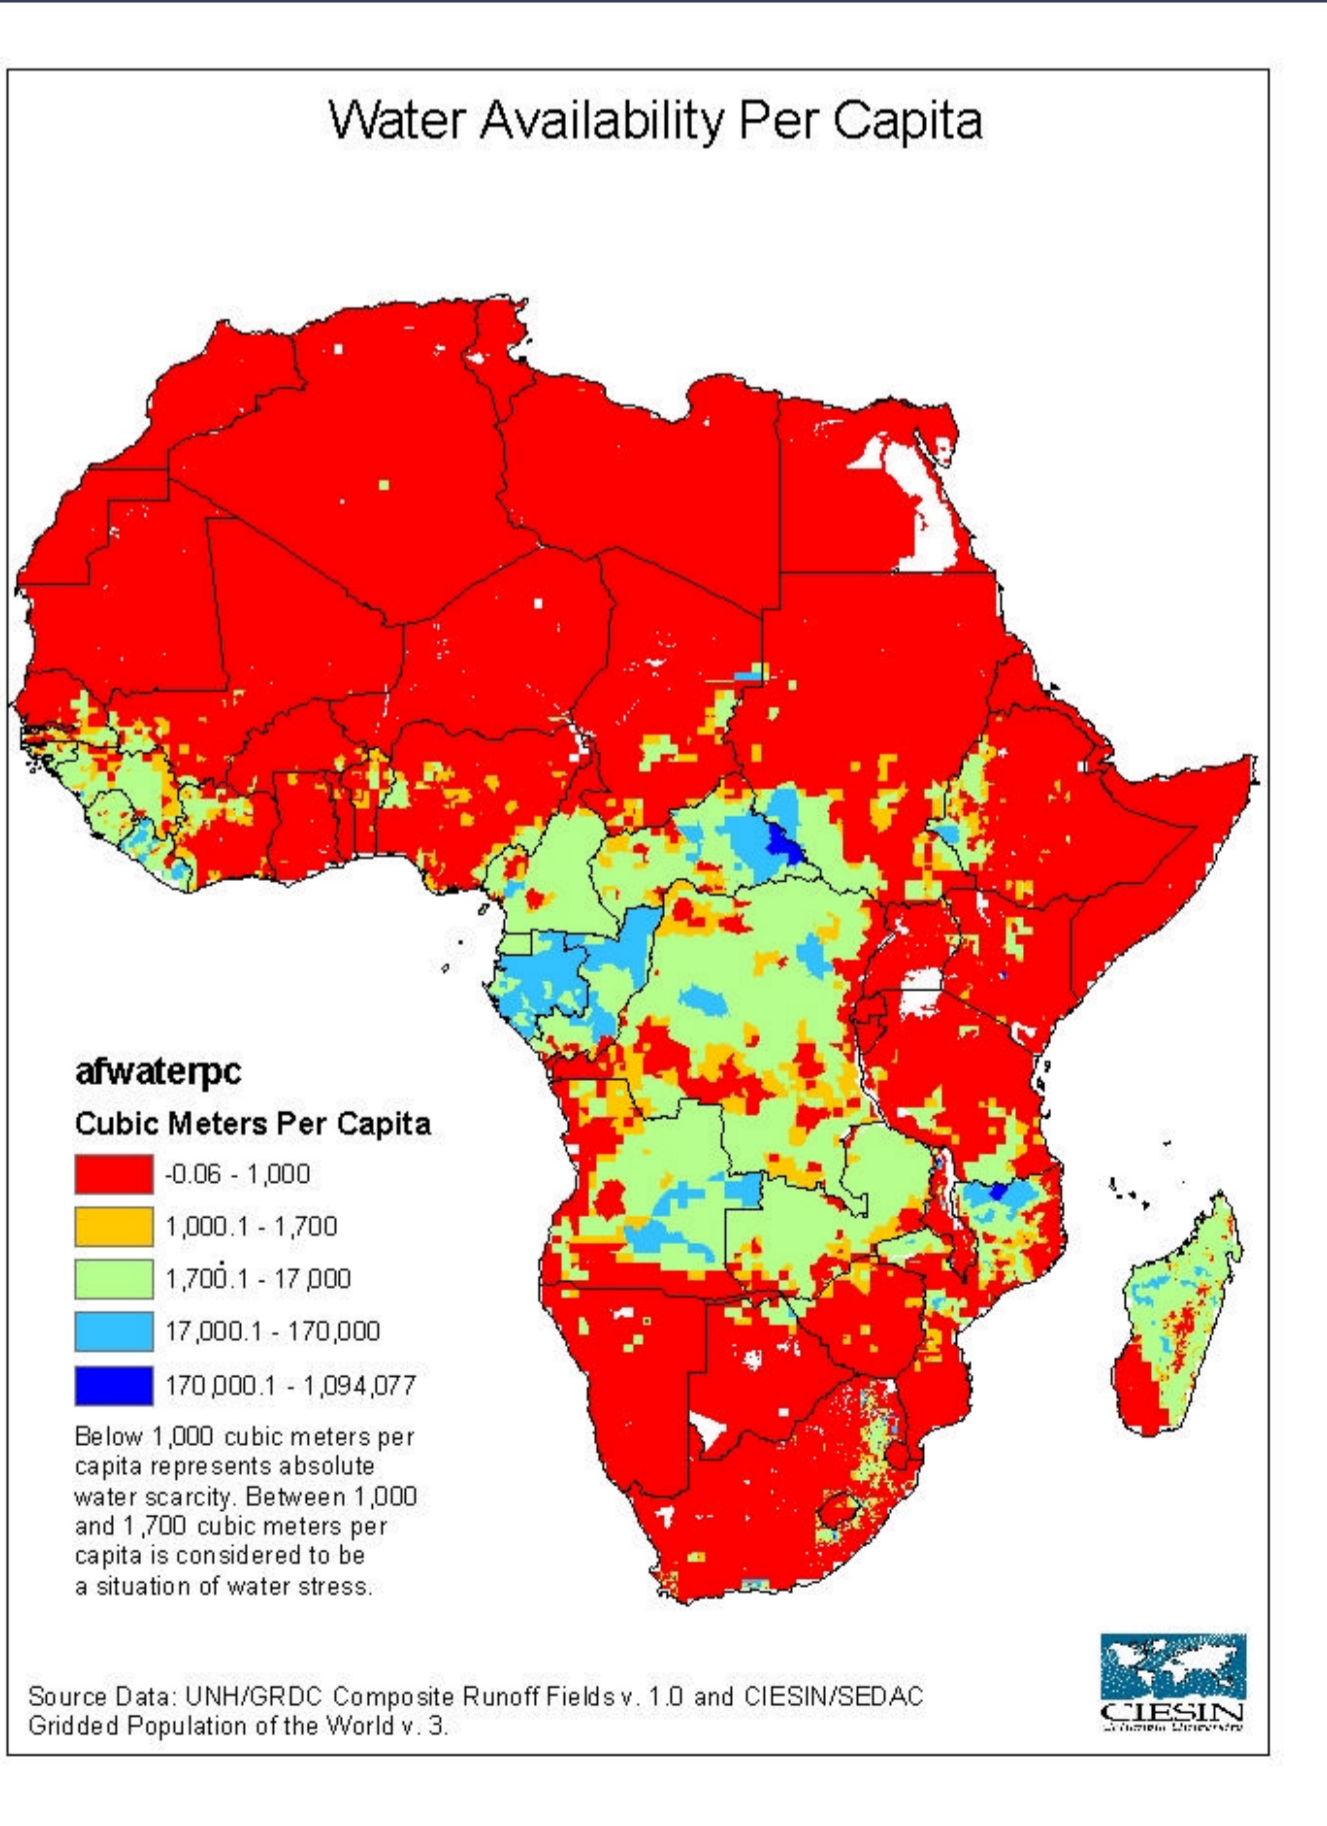 Water Availability Per Capita
afwaterpc
Cubic Meters Per Capita
-0.06 - 1,000
1,000.1 - 1,700
1,700.1 - 17,000
17,000.1 - 170,000
170,000.1 - 1,094,077
Below 1,000 cubic meters per
capita represents absolute
water scarcity. Between 1,000
and 1,700 cubic meters per
capita is considered to be
a situation of water stress.
Source Data: UNH/GRDC Composite Runoff Fields v. 1.0 and CIESIN/SEDAC
Gridded Population of the World v. 3.
CIESIN
Columbia University